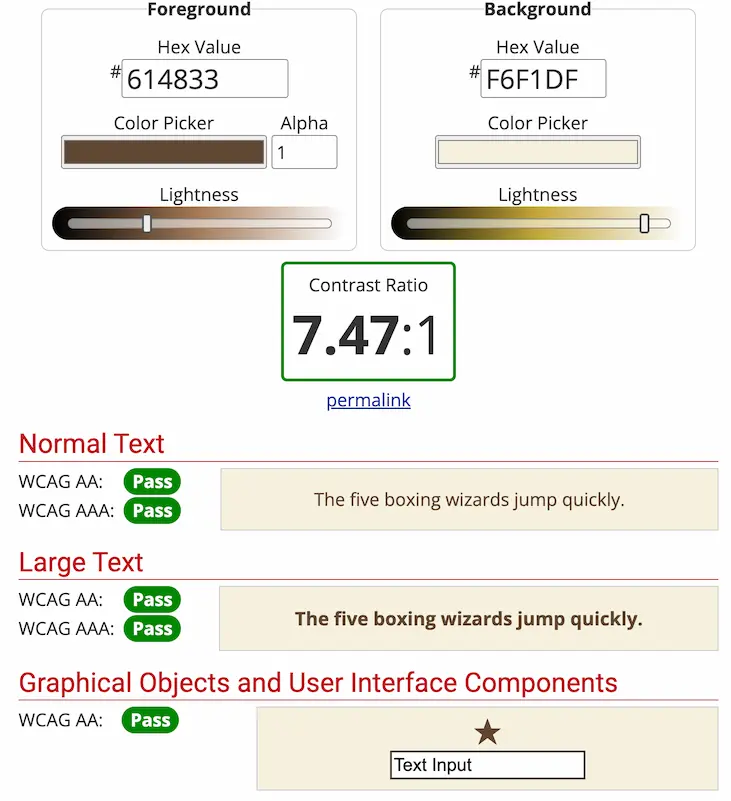 Foreground
Hex Value
# 614833
Color Picker Alpha
1
Lightness
Background
Hex Value
# F6F1DF
Color Picker
Lightness
Contrast Ratio
7.47:1
permalink
Normal Text
WCAG AA: Pass
WCAG AAA: Pass
The five boxing wizards jump quickly.
Large Text
WCAG AA: Pass
WCAG AAA: Pass
The five boxing wizards jump quickly.
Graphical Objects and User Interface Components
WCAG AA: Pass
Text Input